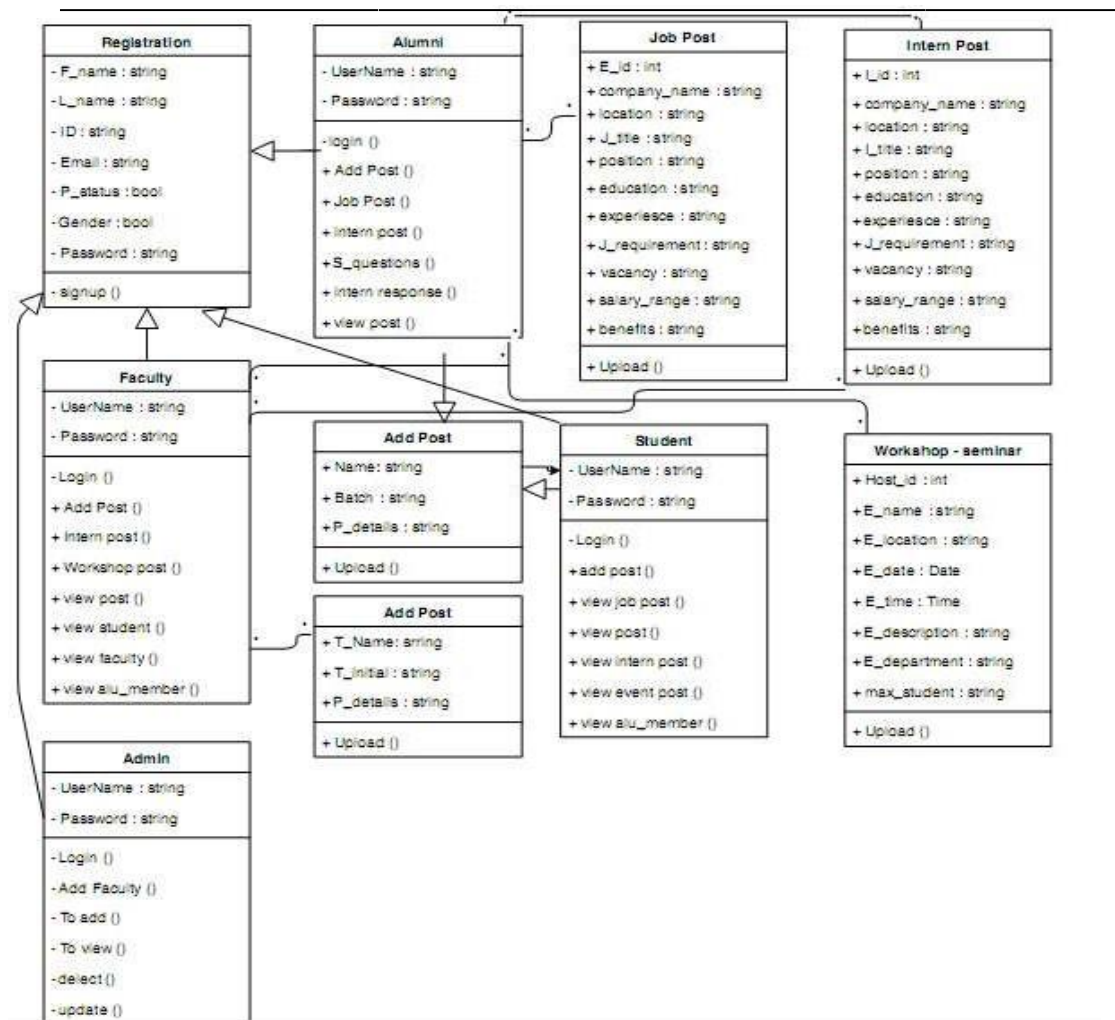 Registration
- F_name : string
- L_name : string
- ID : string
- Email : string
- P_status : bool
- Gender : bool
- Password : string
- signup ()
Alumni
- UserName : string
- Password : string
- login ()
+ Add Post ()
+ Job Post ()
+ Intern post ()
+S_questions ()
+ Intern response ()
+ view post ()
Job Post
+ E_id : int
+ company_name : string
+ location : string
+ J_title : string
+ position : string
+ education : string
+ experiesce : string
+ J_requirement : string
+ vacancy : string
+ salary_range : string
+ benefits : string
+ Upload ()
Intern Post
+ I_id : int
+ company_name : string
+ location : string
+ I_title : string
+ position : string
+ education : string
+experiesce : string
+ J_requirement : string
+ vacancy : string
+ salary_range : string
+benefits : string
+ Upload ()
Faculty
- UserName : string
- Password : string
- Login ()
+ Add Post ()
+ Intern post ()
+ Workshop post ()
+ view post ()
+ view student ()
+ view faculty ()
+ view alu_member ()
Add Post
+ Name: string
+ Batch : string
+ P_details : string
+ Upload ()
Student
- UserName : string
- Password : string
- Login ()
+add post ()
+ view job post ()
+ view post ()
+ view intern post ()
+ view event post ()
+ view alu_member ()
Workshop - seminar
+ Host_id : int
+E_name : string
+E_location : string
+ E_date : Date
+ E_time : Time
+E_description : string
+E_department : string
+ max_student : string
+ Upload ()
Add Post
+ T_Name: srring
+ T_initial : string
+ P_details : string
+ Upload ()
Admin
- UserName : string
- Password : string
- Login ()
- Add Faculty ()
- To add ()
- To view ()
- delect ()
- update ()